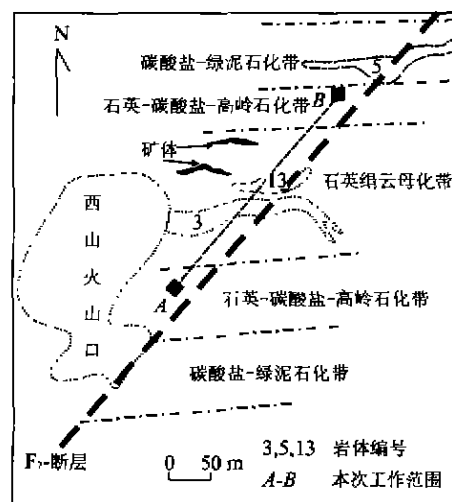 N
碳酸盐-绿泥石化带
5
石英-碳酸盐-高岭石化带
B
矿体
13
石英绢云母化带
3
西山火山口
A
石英-碳酸盐-高岭石化带
碳酸盐-绿泥石化带
F₇-断层
0 50 m
3,5,13 岩体编号
A-B 本次工作范围